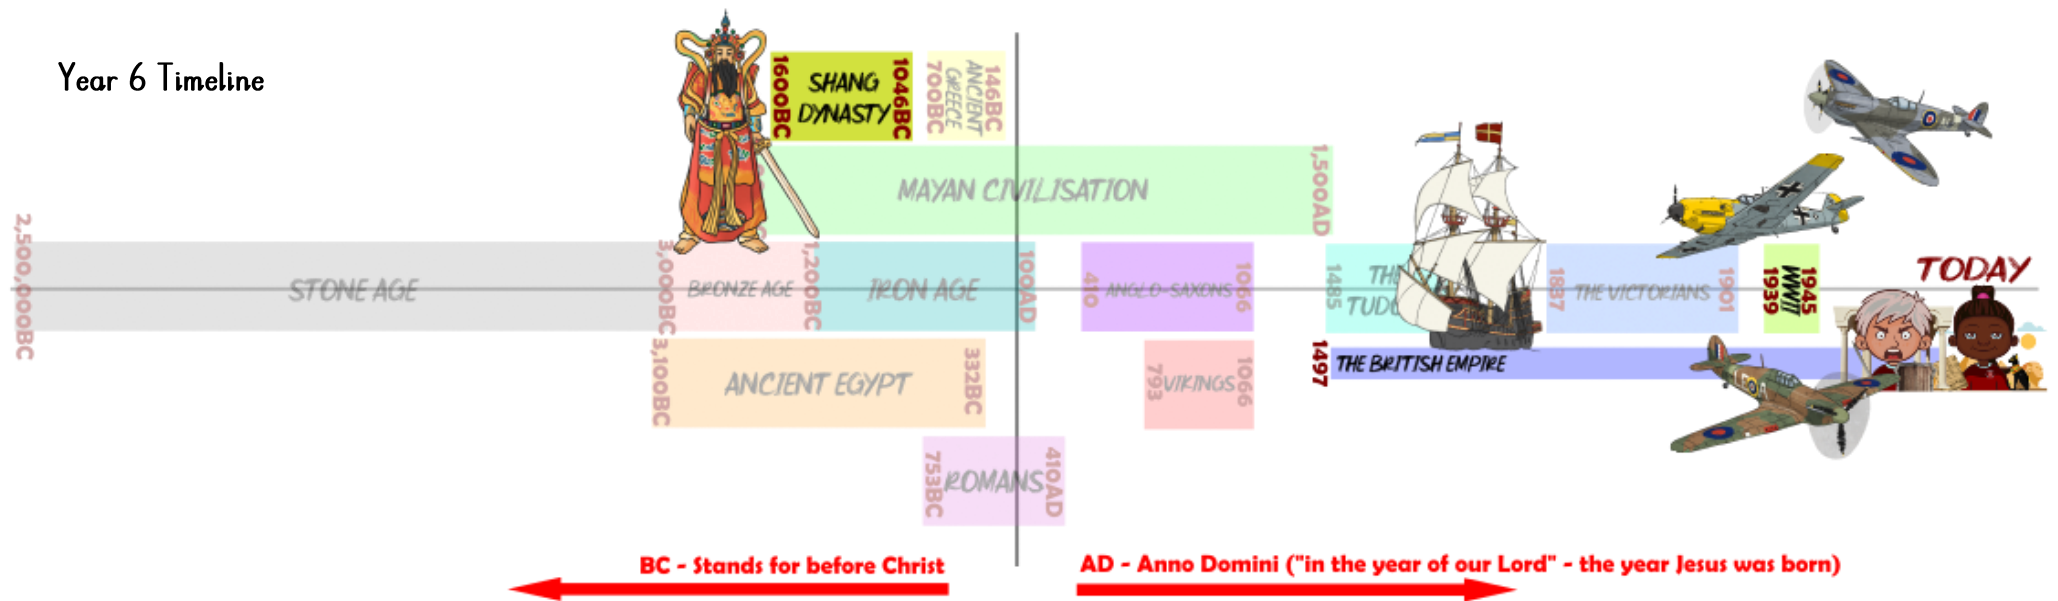 Year 6 Timeline
1600BC
SHANG
DYNASTY
1046BC
700BC
ANCIENT
GREECE
146BC
MAYAN CIVILISATION
1,500AD
2,500,000BC
STONE AGE
3,000BC
BRONZE AGE
1,200BC
IRON AGE
100AD
410
ANGLO-SAXONS
1066
1485
TUDO
1837
THE VICTORIANS
1901
1939
WWII
1945
TODAY
3,100BC
ANCIENT EGYPT
332BC
793
VIKINGS
1066
1497
THE BRITISH EMPIRE
753BC
ROMANS
410AD
BC - Stands for before Christ
AD - Anno Domini ("in the year of our Lord" - the year Jesus was born)